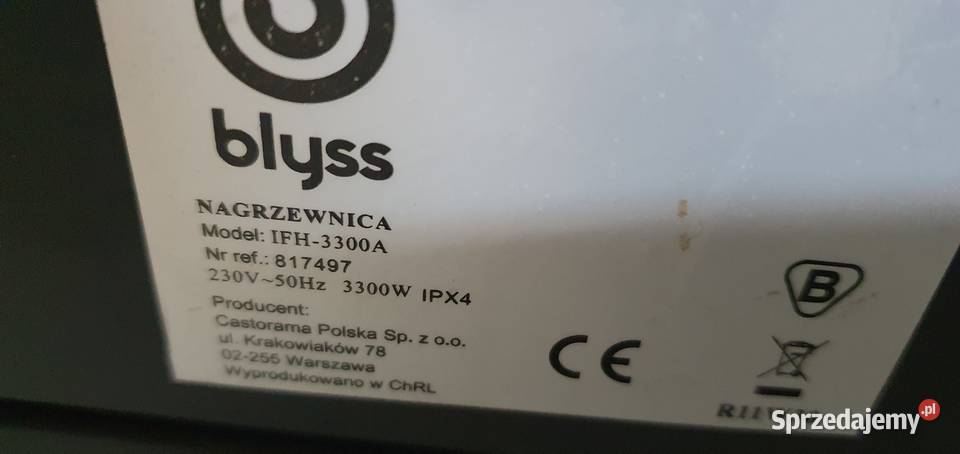 blyss
NAGRZEWNICA
Model: IFH-3300A
Nr ref.: 817497
230V~50Hz 3300W IPX4
Producent:
Castorama Polska Sp. z o.o.
ul. Krakowiaków 78
02-255 Warszawa
Wyprodukowano w ChRL
CE
B
Sprzedajemy.pl